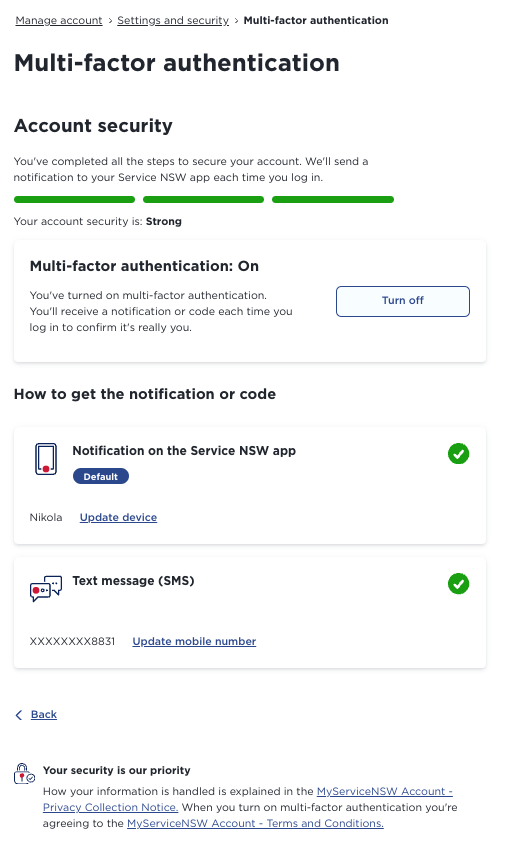 Manage account › Settings and security › Multi-factor authentication
Multi-factor authentication
Account security
You've completed all the steps to secure your account. We'll send a
notification to your Service NSW app each time you log in.
Your account security is: Strong
Multi-factor authentication: On
You've turned on multi-factor authentication.
You'll receive a notification or code each time you
log in to confirm it's really you.
Turn off
How to get the notification or code
Notification on the Service NSW app
Default
Nikola Update device
Text message (SMS)
XXXXXXXX8831 Update mobile number
Back
Your security is our priority
How your information is handled is explained in the MyServiceNSW Account -
Privacy Collection Notice. When you turn on multi-factor authentication you're
agreeing to the MyServiceNSW Account - Terms and Conditions.